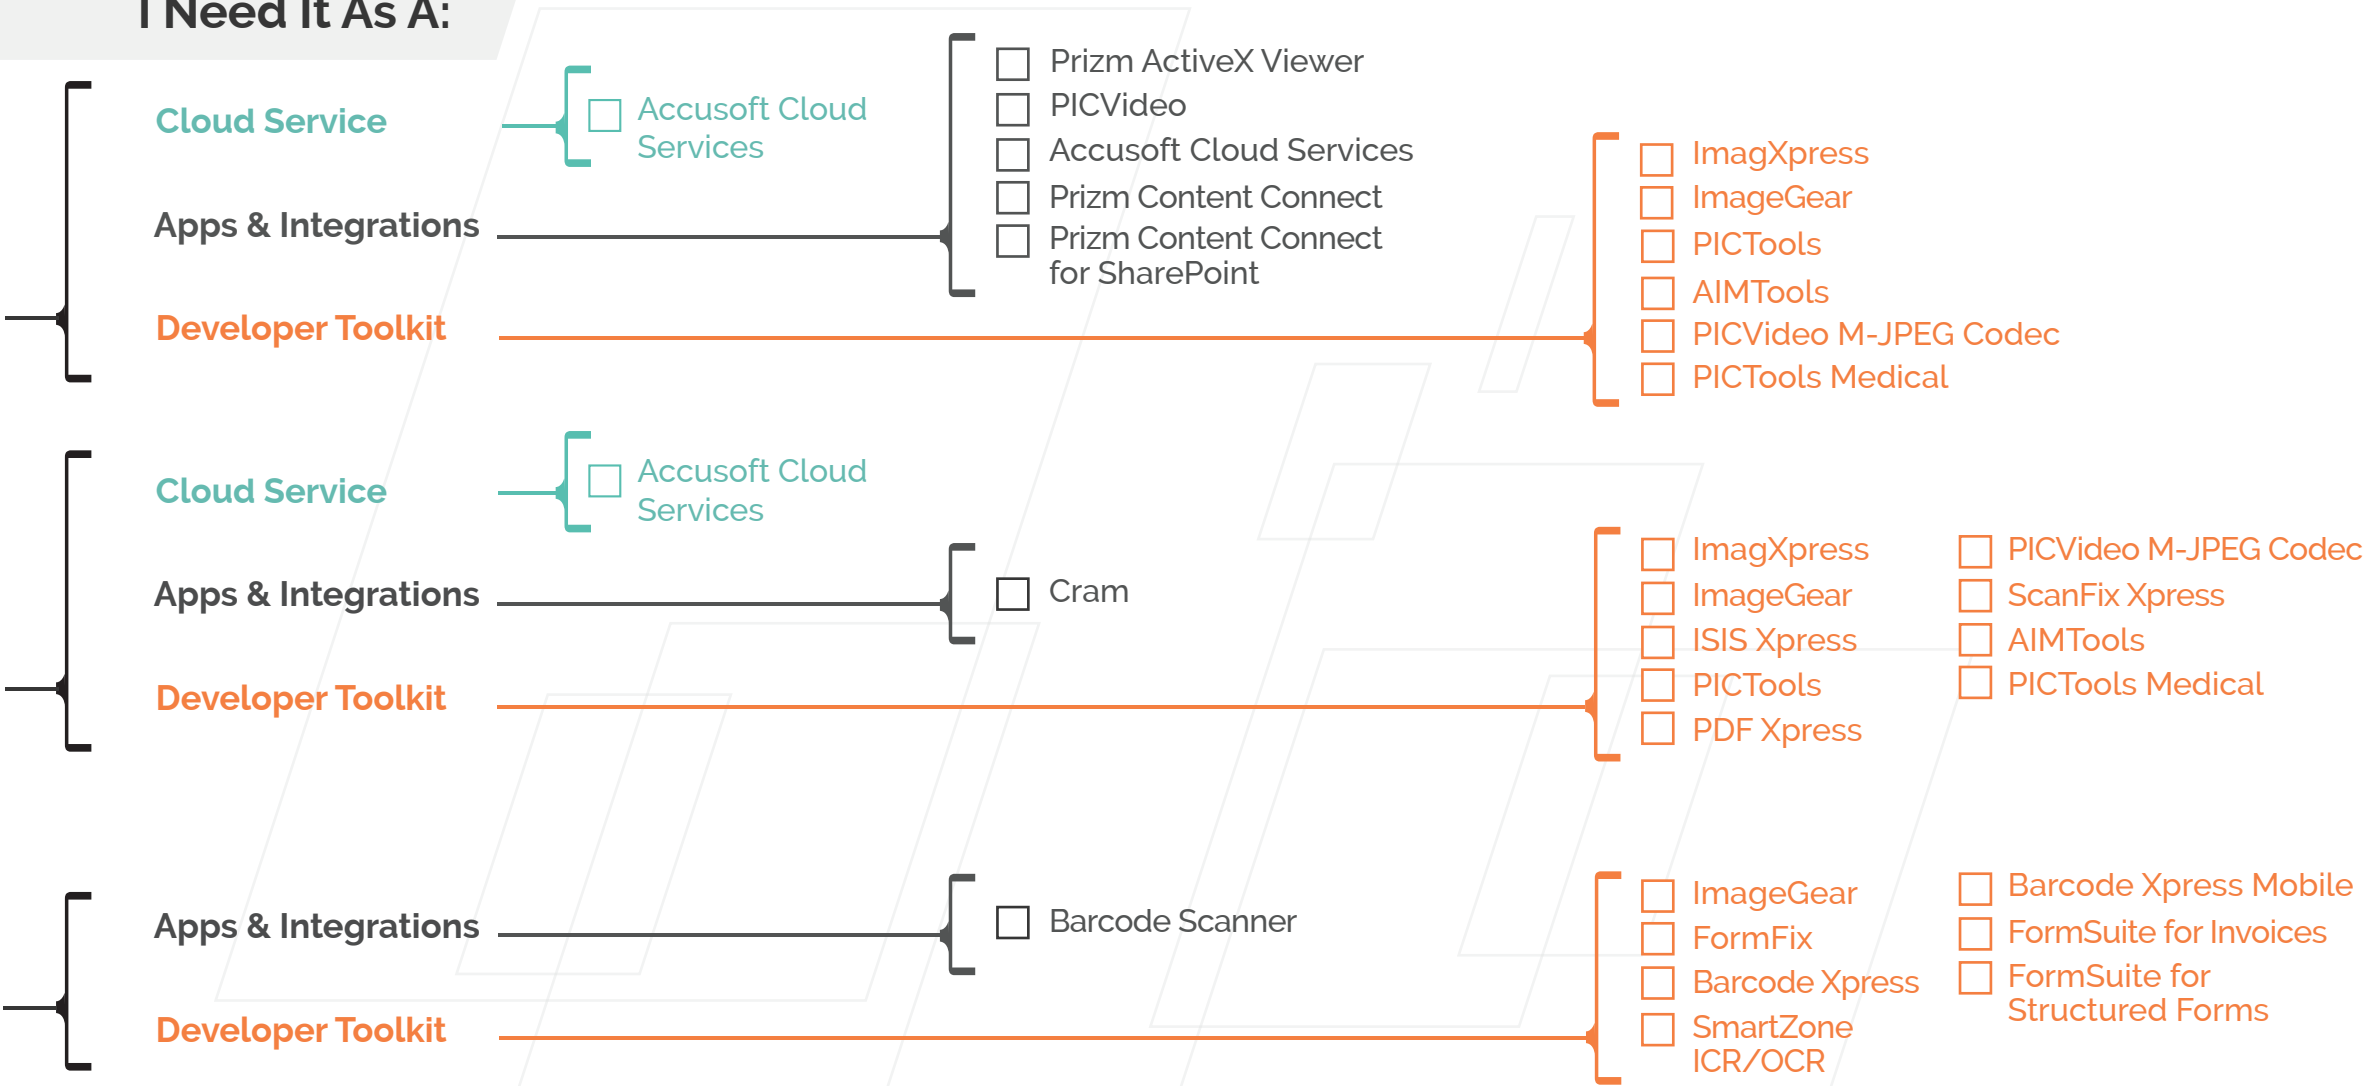 I Need It As A:
Cloud Service
Accusoft Cloud
Services
Apps & Integrations
Prizm ActiveX Viewer
PICVideo
Accusoft Cloud Services
Prizm Content Connect
Prizm Content Connect
for SharePoint
Developer Toolkit
ImagXpress
ImageGear
PICTools
AIMTools
PICVideo M-JPEG Codec
PICTools Medical
Cloud Service
Accusoft Cloud
Services
Apps & Integrations
Cram
Developer Toolkit
ImagXpress
ImageGear
ISIS Xpress
PICTools
PDF Xpress
PICVideo M-JPEG Codec
ScanFix Xpress
AIMTools
PICTools Medical
Apps & Integrations
Barcode Scanner
Developer Toolkit
ImageGear
FormFix
Barcode Xpress
SmartZone
ICR/OCR
Barcode Xpress Mobile
FormSuite for Invoices
FormSuite for
Structured Forms